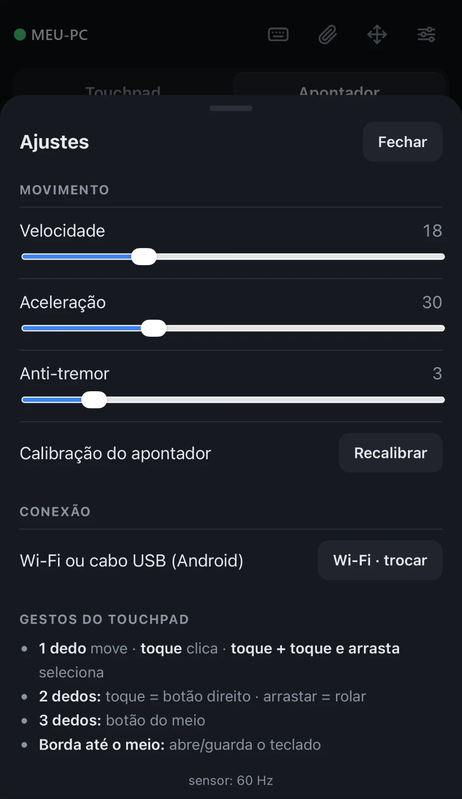 MEU-PC
Touchpad Apontador
Ajustes Fechar
MOVIMENTO
Velocidade 18
Aceleração 30
Anti-tremor 3
Calibração do apontador Recalibrar
CONEXÃO
Wi-Fi ou cabo USB (Android) Wi-Fi · trocar
GESTOS DO TOUCHPAD
• 1 dedo move · toque clica · toque + toque e arrasta
seleciona
• 2 dedos: toque = botão direito · arrastar = rolar
• 3 dedos: botão do meio
• Borda até o meio: abre/guarda o teclado
sensor: 60 Hz